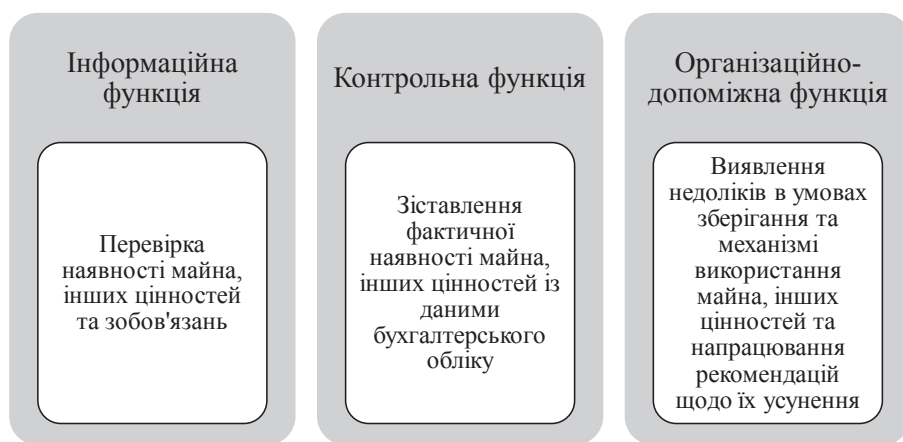 Інформаційна
функція
Перевірка
наявності майна,
інших цінностей
та зобов'язань
Контрольна функція
Зіставлення
фактичної
наявності майна,
інших цінностей із
даними
бухгалтерського
обліку
Організаційно-
допоміжна функція
Виявлення
недоліків в умовах
зберігання та
механізмі
використання
майна, інших
цінностей та
напрацювання
рекомендацій
щодо їх усунення